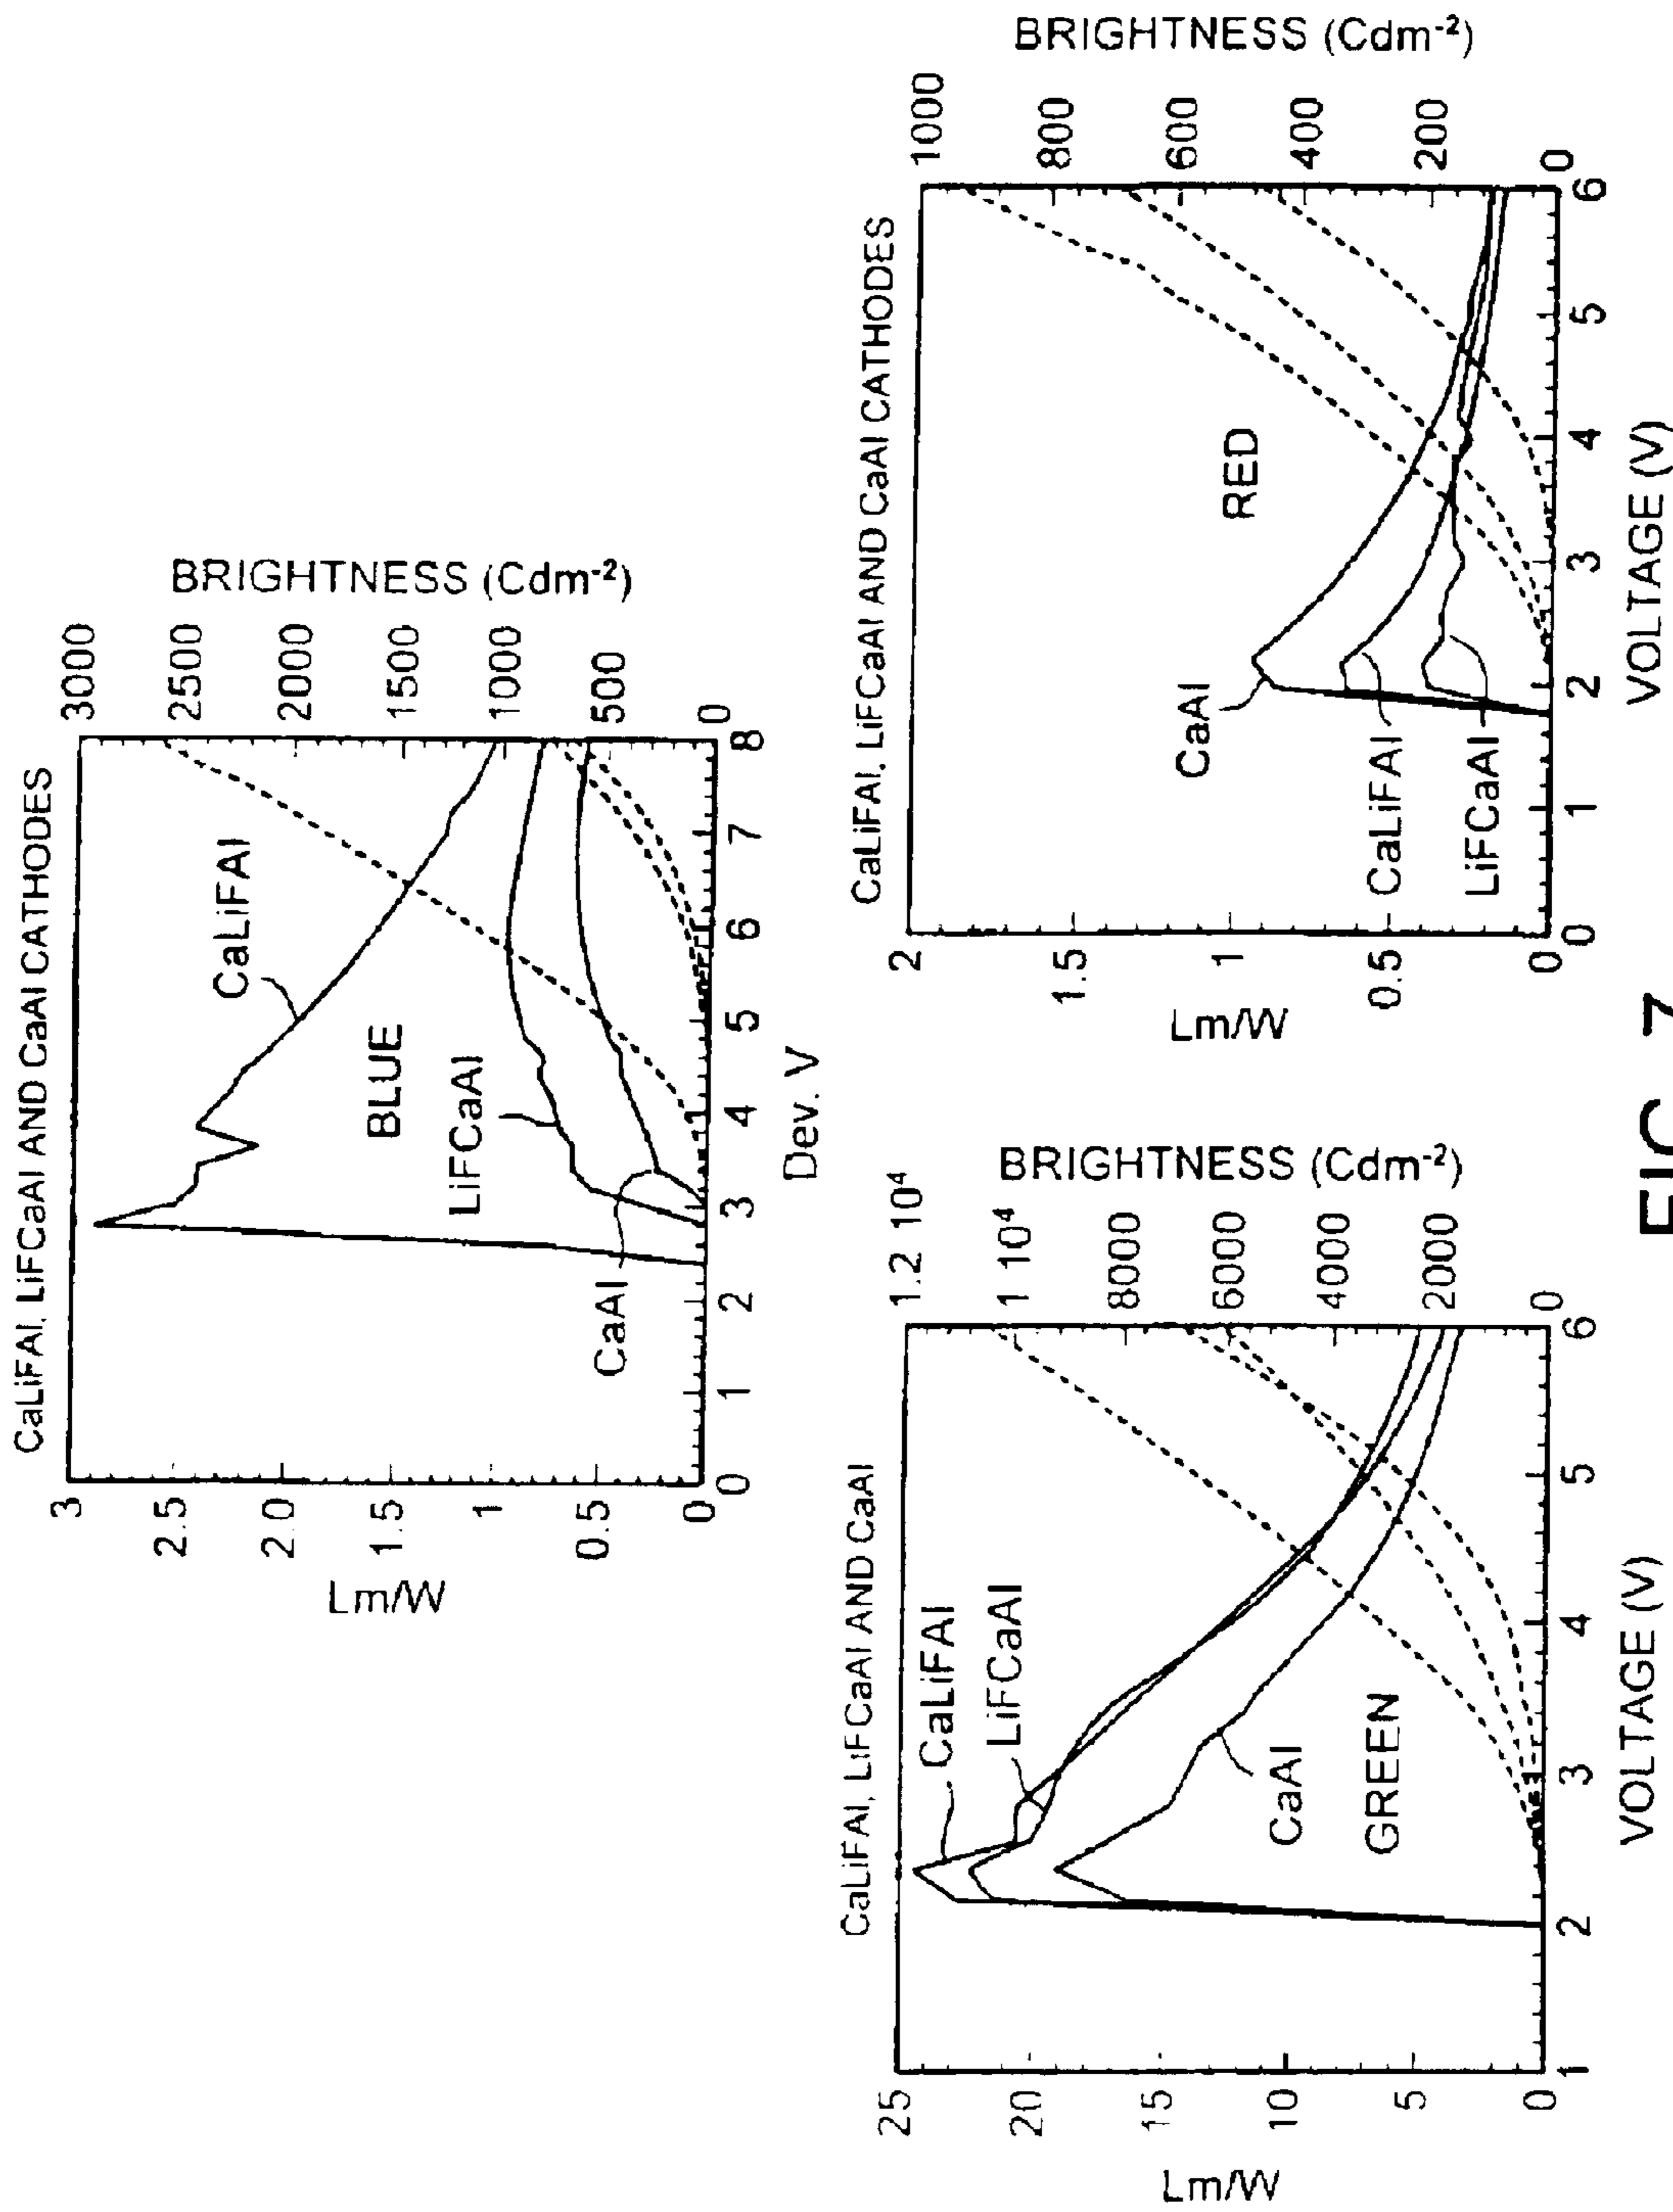 CaLiFAl, LiFCaAl AND CaAl CATHODES
Lm/W
3
2.5
2.0
1.5
1
0.5
0
BRIGHTNESS (Cdm-2)
3000
2500
2000
1500
1000
500
0
CaLiFAl
BLUE
LiFCaAl
CaAl
0 1 2 3 4 5 6 7 8
Dev. V
CaLiFAl, LiFCaAl AND CaAl
Lm/W
25
20
15
10
5
0
BRIGHTNESS (Cdm-2)
1.2 104
1 104
8000
6000
4000
2000
0
CaLiFAl
LiFCaAl
CaAl
GREEN
1 2 3 4 5 6
VOLTAGE (V)
CaLiFAl, LiFCaAl AND CaAl CATHODES
Lm/W
2
1.5
1
0.5
0
BRIGHTNESS (Cdm-2)
1000
800
600
400
200
0
RED
CaAl
CaLiFAl
LiFCaAl
0 1 2 3 4 5 6
VOLTAGE (V)
FIG. 7